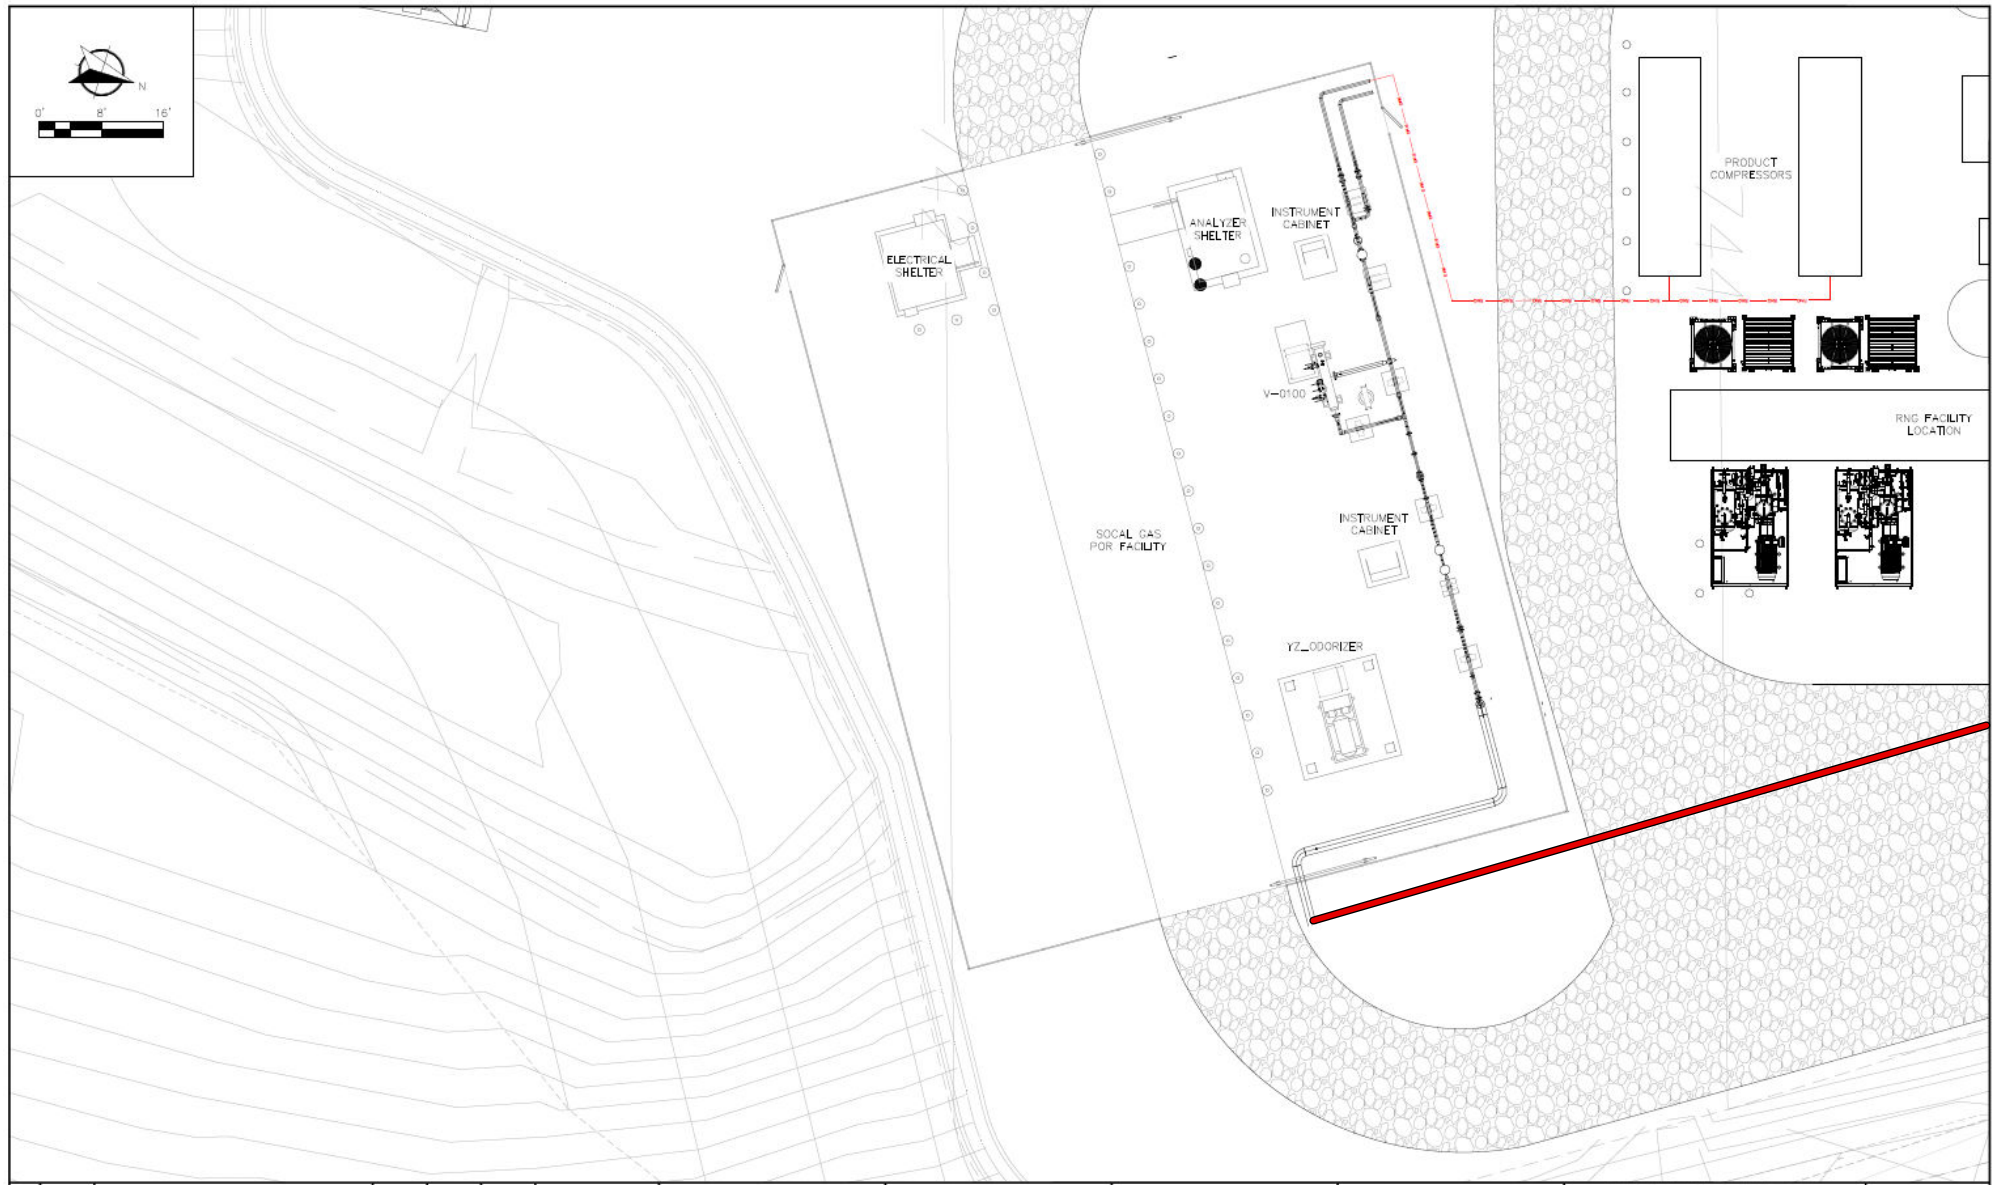 N
0' 8' 16'
PRODUCT
COMPRESSORS
INSTRUMENT
CABINET
ANALYZER
SHELTER
ELECTRICAL
SHELTER
V-0100
RNG FACILITY
LOCATION
INSTRUMENT
CABINET
SOCAL GAS
POR FACILITY
YZ_ODORIZER